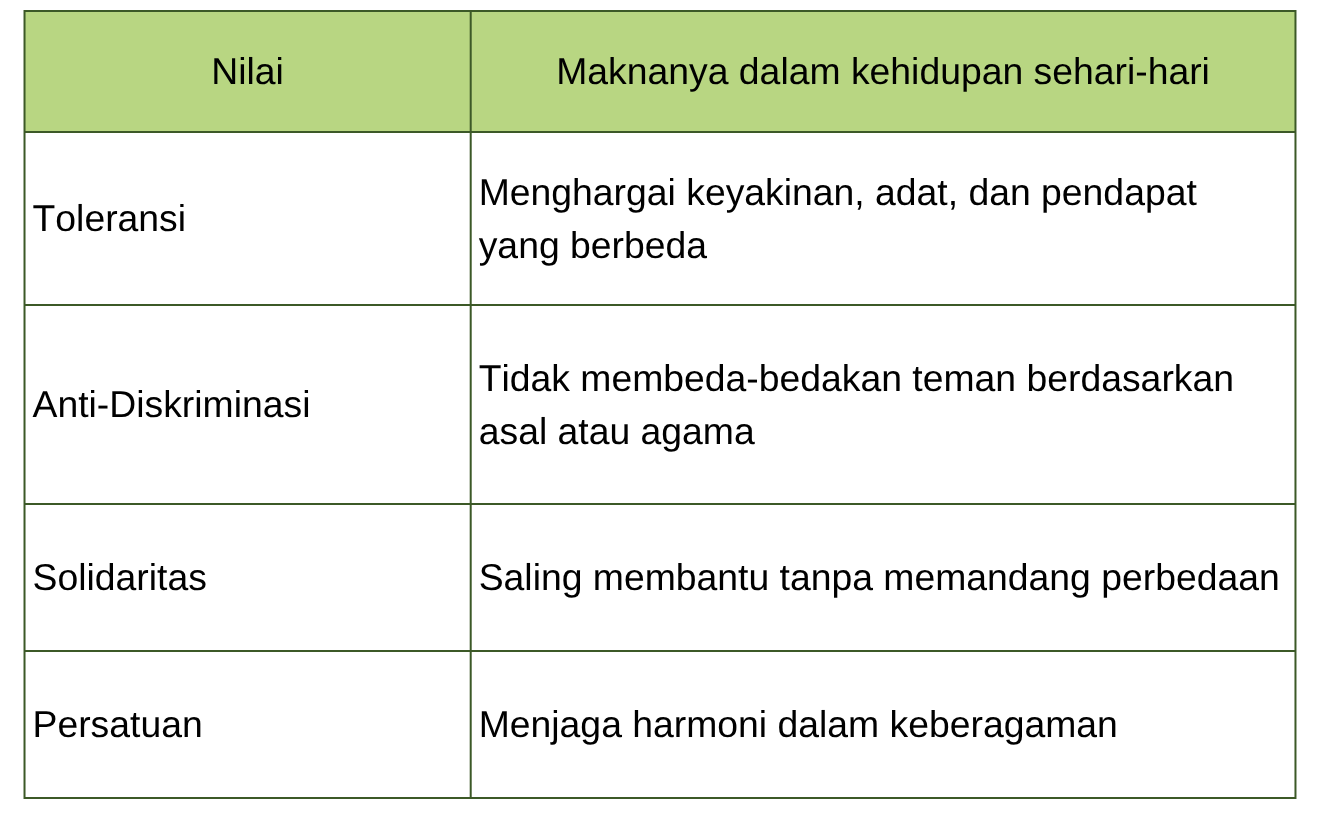 Nilai
Maknanya dalam kehidupan sehari-hari
Toleransi
Menghargai keyakinan, adat, dan pendapat
yang berbeda
Anti-Diskriminasi
Tidak membeda-bedakan teman berdasarkan
asal atau agama
Solidaritas
Saling membantu tanpa memandang perbedaan
Persatuan
Menjaga harmoni dalam keberagaman